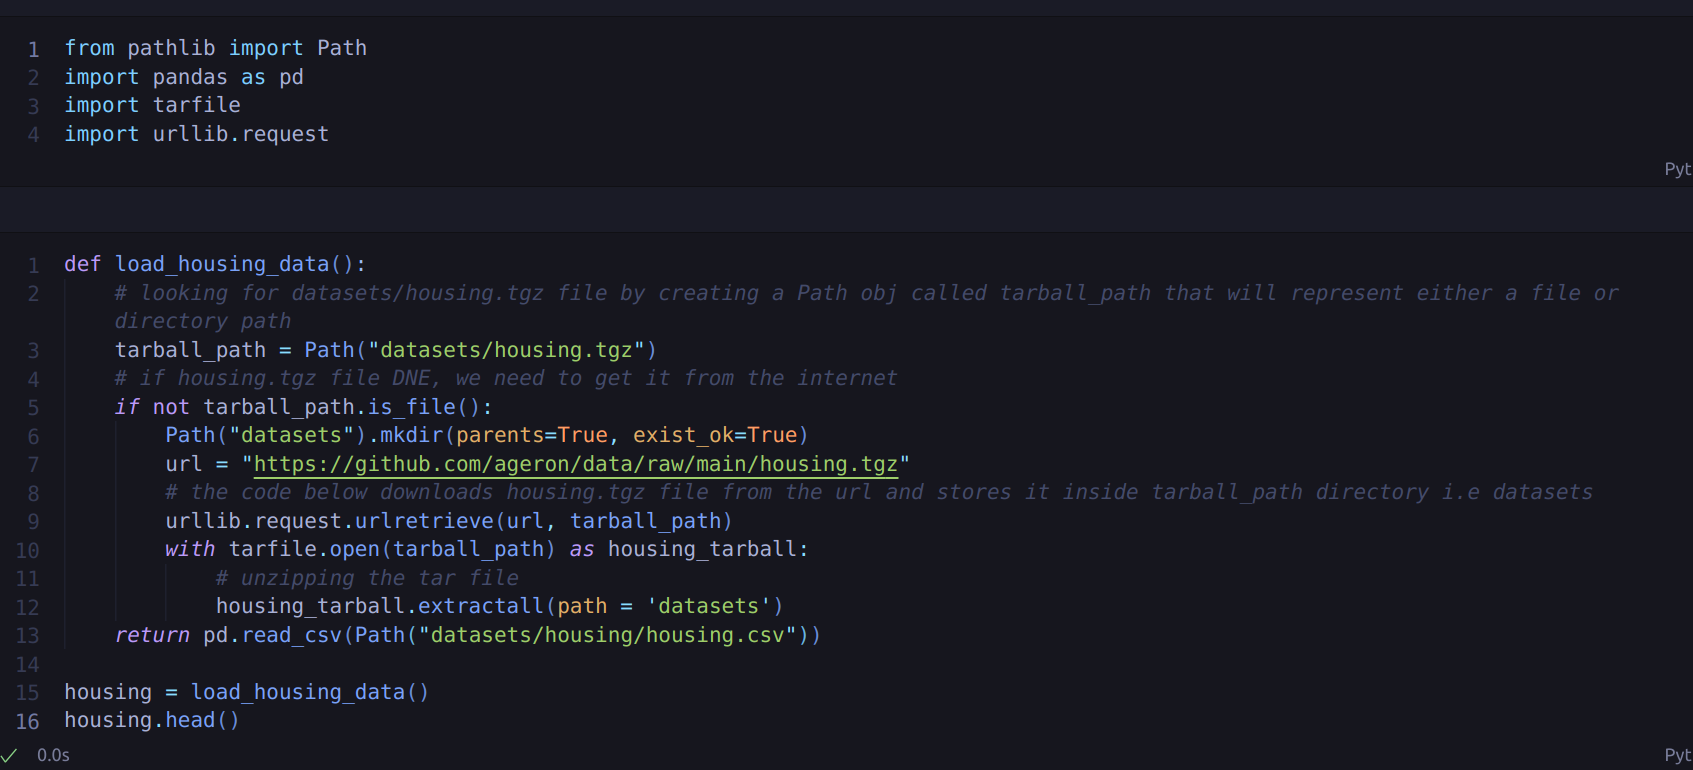 1 from pathlib import Path
2 import pandas as pd
3 import tarfile
4 import urllib.request
Pyt
1 def load_housing_data():
2     # looking for datasets/housing.tgz file by creating a Path obj called tarball_path that will represent either a file or
    directory path
3     tarball_path = Path("datasets/housing.tgz")
4     # if housing.tgz file DNE, we need to get it from the internet
5     if not tarball_path.is_file():
6         Path("datasets").mkdir(parents=True, exist_ok=True)
7         url = "https://github.com/ageron/data/raw/main/housing.tgz"
8         # the code below downloads housing.tgz file from the url and stores it inside tarball_path directory i.e datasets
9         urllib.request.urlretrieve(url, tarball_path)
10         with tarfile.open(tarball_path) as housing_tarball:
11             # unzipping the tar file
12             housing_tarball.extractall(path = 'datasets')
13     return pd.read_csv(Path("datasets/housing/housing.csv"))
14
15 housing = load_housing_data()
16 housing.head()
0.0s
Pyt